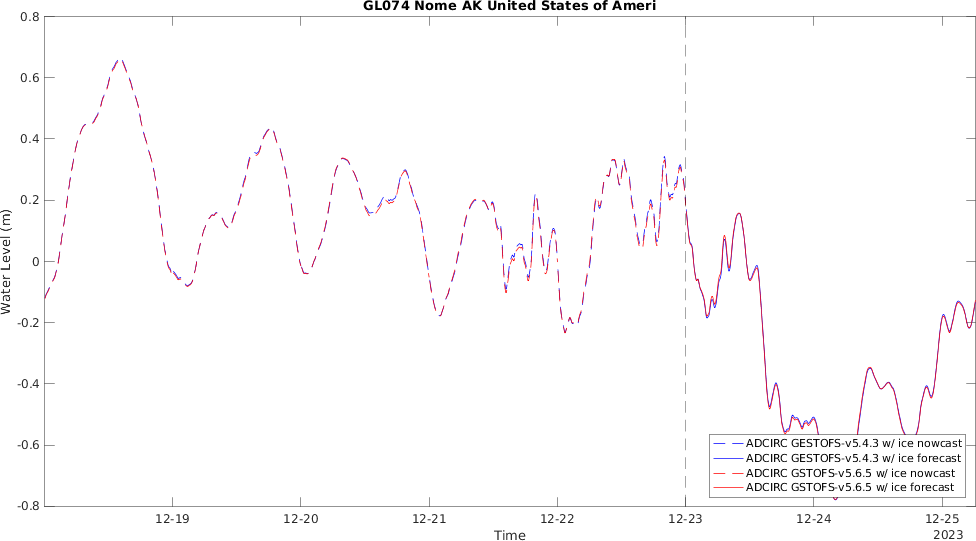 GL074 Nome AK United States of Ameri
0.8
0.6
0.4
0.2
0
-0.2
-0.4
-0.6
-0.8
Water Level (m)
ADCIRC GESTOFS-v5.4.3 w/ ice nowcast
ADCIRC GESTOFS-v5.4.3 w/ ice forecast
ADCIRC GSTOFS-v5.6.5 w/ ice nowcast
ADCIRC GSTOFS-v5.6.5 w/ ice forecast
12-19 12-20 12-21 12-22 12-23 12-24 12-25
Time
2023